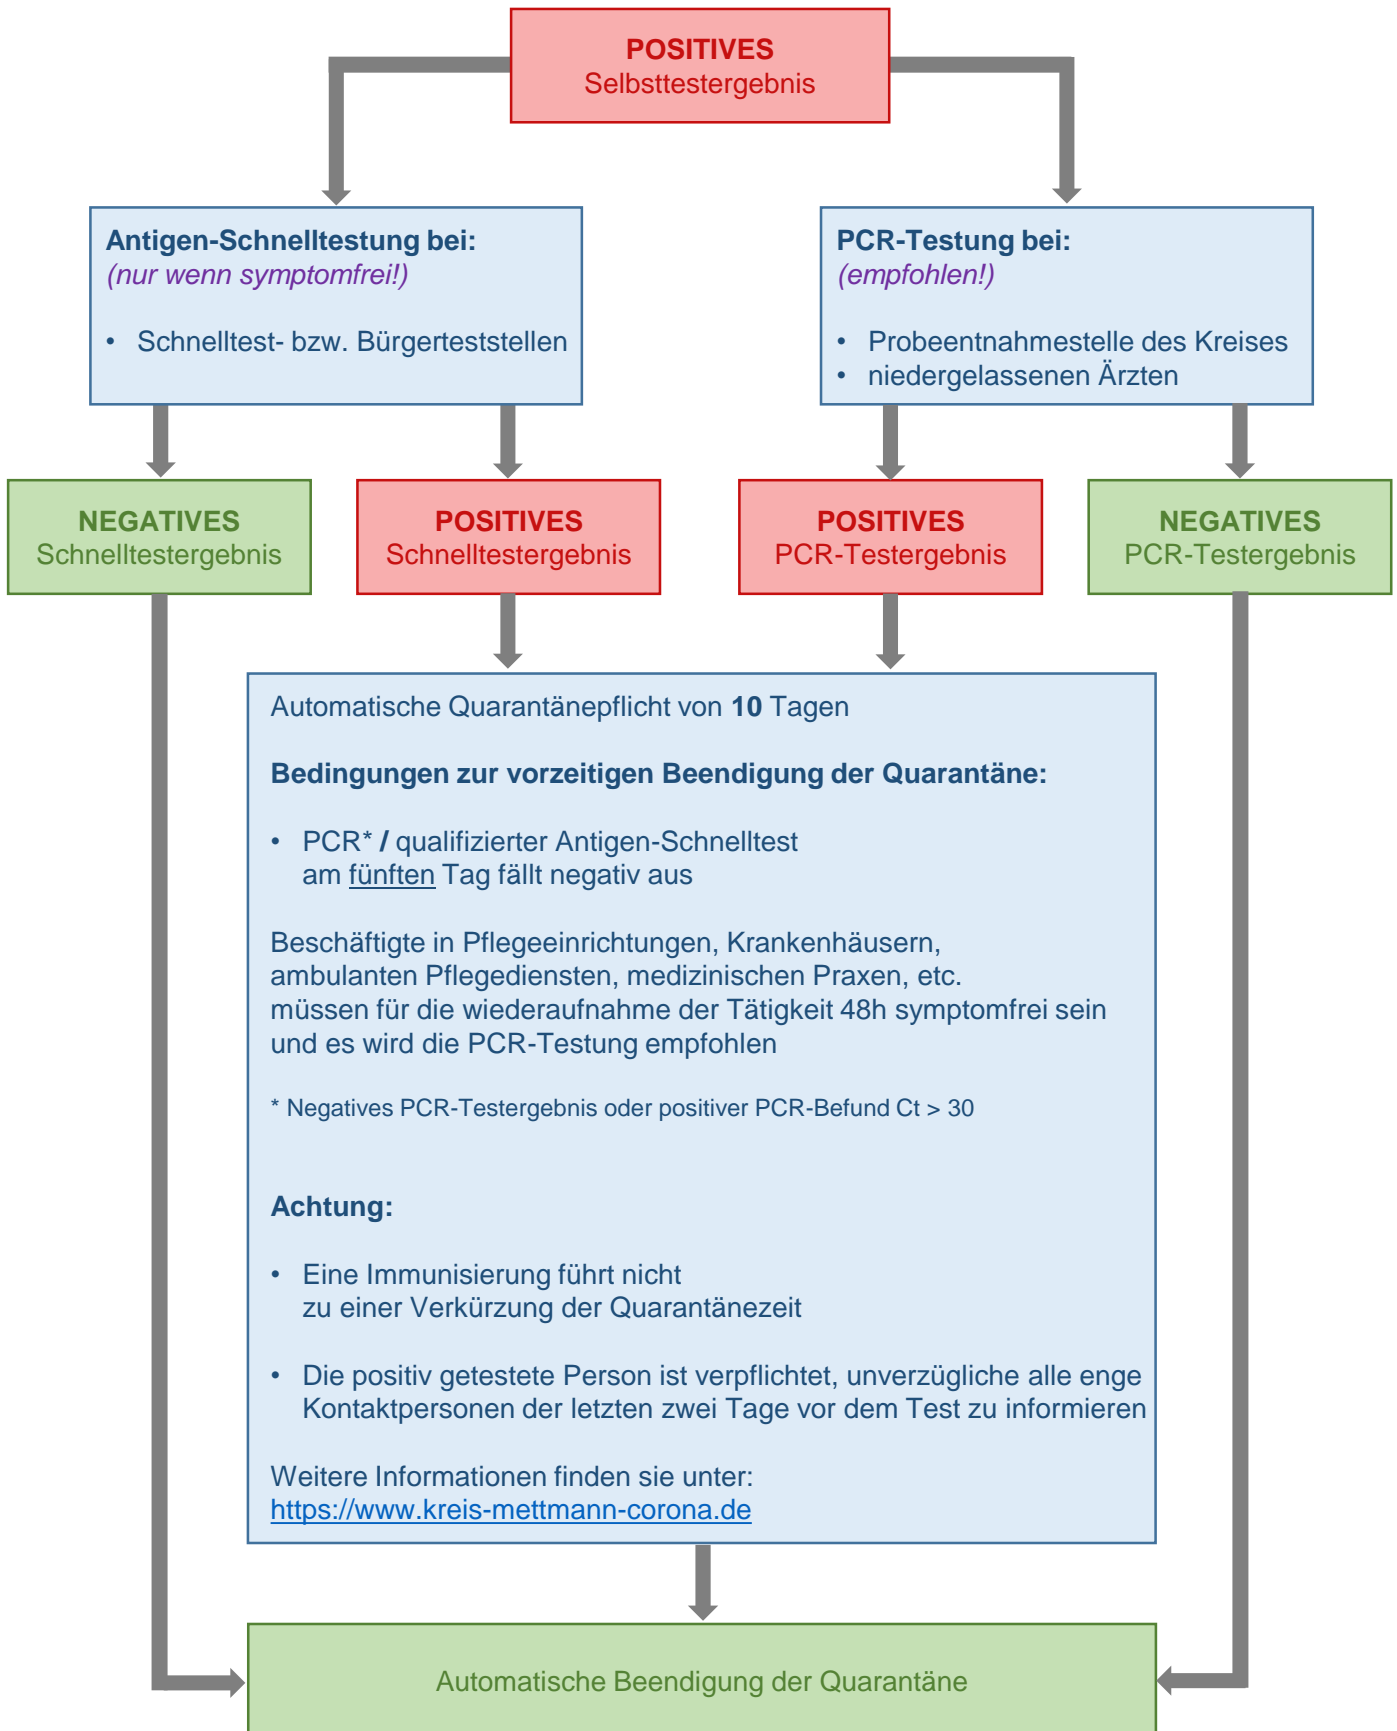 POSITIVES
Selbsttestergebnis
Antigen-Schnelltestung bei:
(nur wenn symptomfrei!)
• Schnelltest- bzw. Bürgerteststellen
PCR-Testung bei:
(empfohlen!)
• Probeentnahmestelle des Kreises
• niedergelassenen Ärzten
NEGATIVES
Schnelltestergebnis
POSITIVES
Schnelltestergebnis
POSITIVES
PCR-Testergebnis
NEGATIVES
PCR-Testergebnis
Automatische Quarantänepflicht von 10 Tagen
Bedingungen zur vorzeitigen Beendigung der Quarantäne:
• PCR* / qualifizierter Antigen-Schnelltest
am fünften Tag fällt negativ aus
Beschäftigte in Pflegeeinrichtungen, Krankenhäusern,
ambulanten Pflegediensten, medizinischen Praxen, etc.
müssen für die wiederaufnahme der Tätigkeit 48h symptomfrei sein
und es wird die PCR-Testung empfohlen
* Negatives PCR-Testergebnis oder positiver PCR-Befund Ct > 30
Achtung:
• Eine Immunisierung führt nicht
zu einer Verkürzung der Quarantänezeit
• Die positiv getestete Person ist verpflichtet, unverzügliche alle enge
Kontaktpersonen der letzten zwei Tage vor dem Test zu informieren
Weitere Informationen finden sie unter:
https://www.kreis-mettmann-corona.de
Automatische Beendigung der Quarantäne